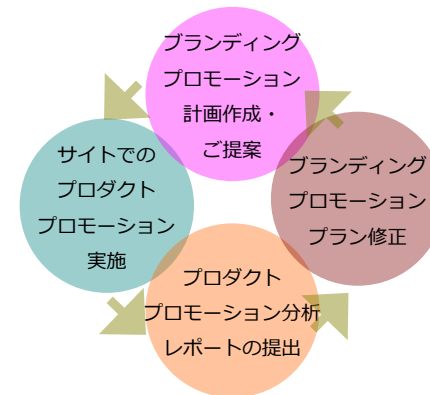 ブランディング
プロモーション
計画作成・
ご提案
サイトでの
プロダクト
プロモーション
実施
ブランディング
プロモーション
プラン修正
プロダクト
プロモーション分析
レポートの提出